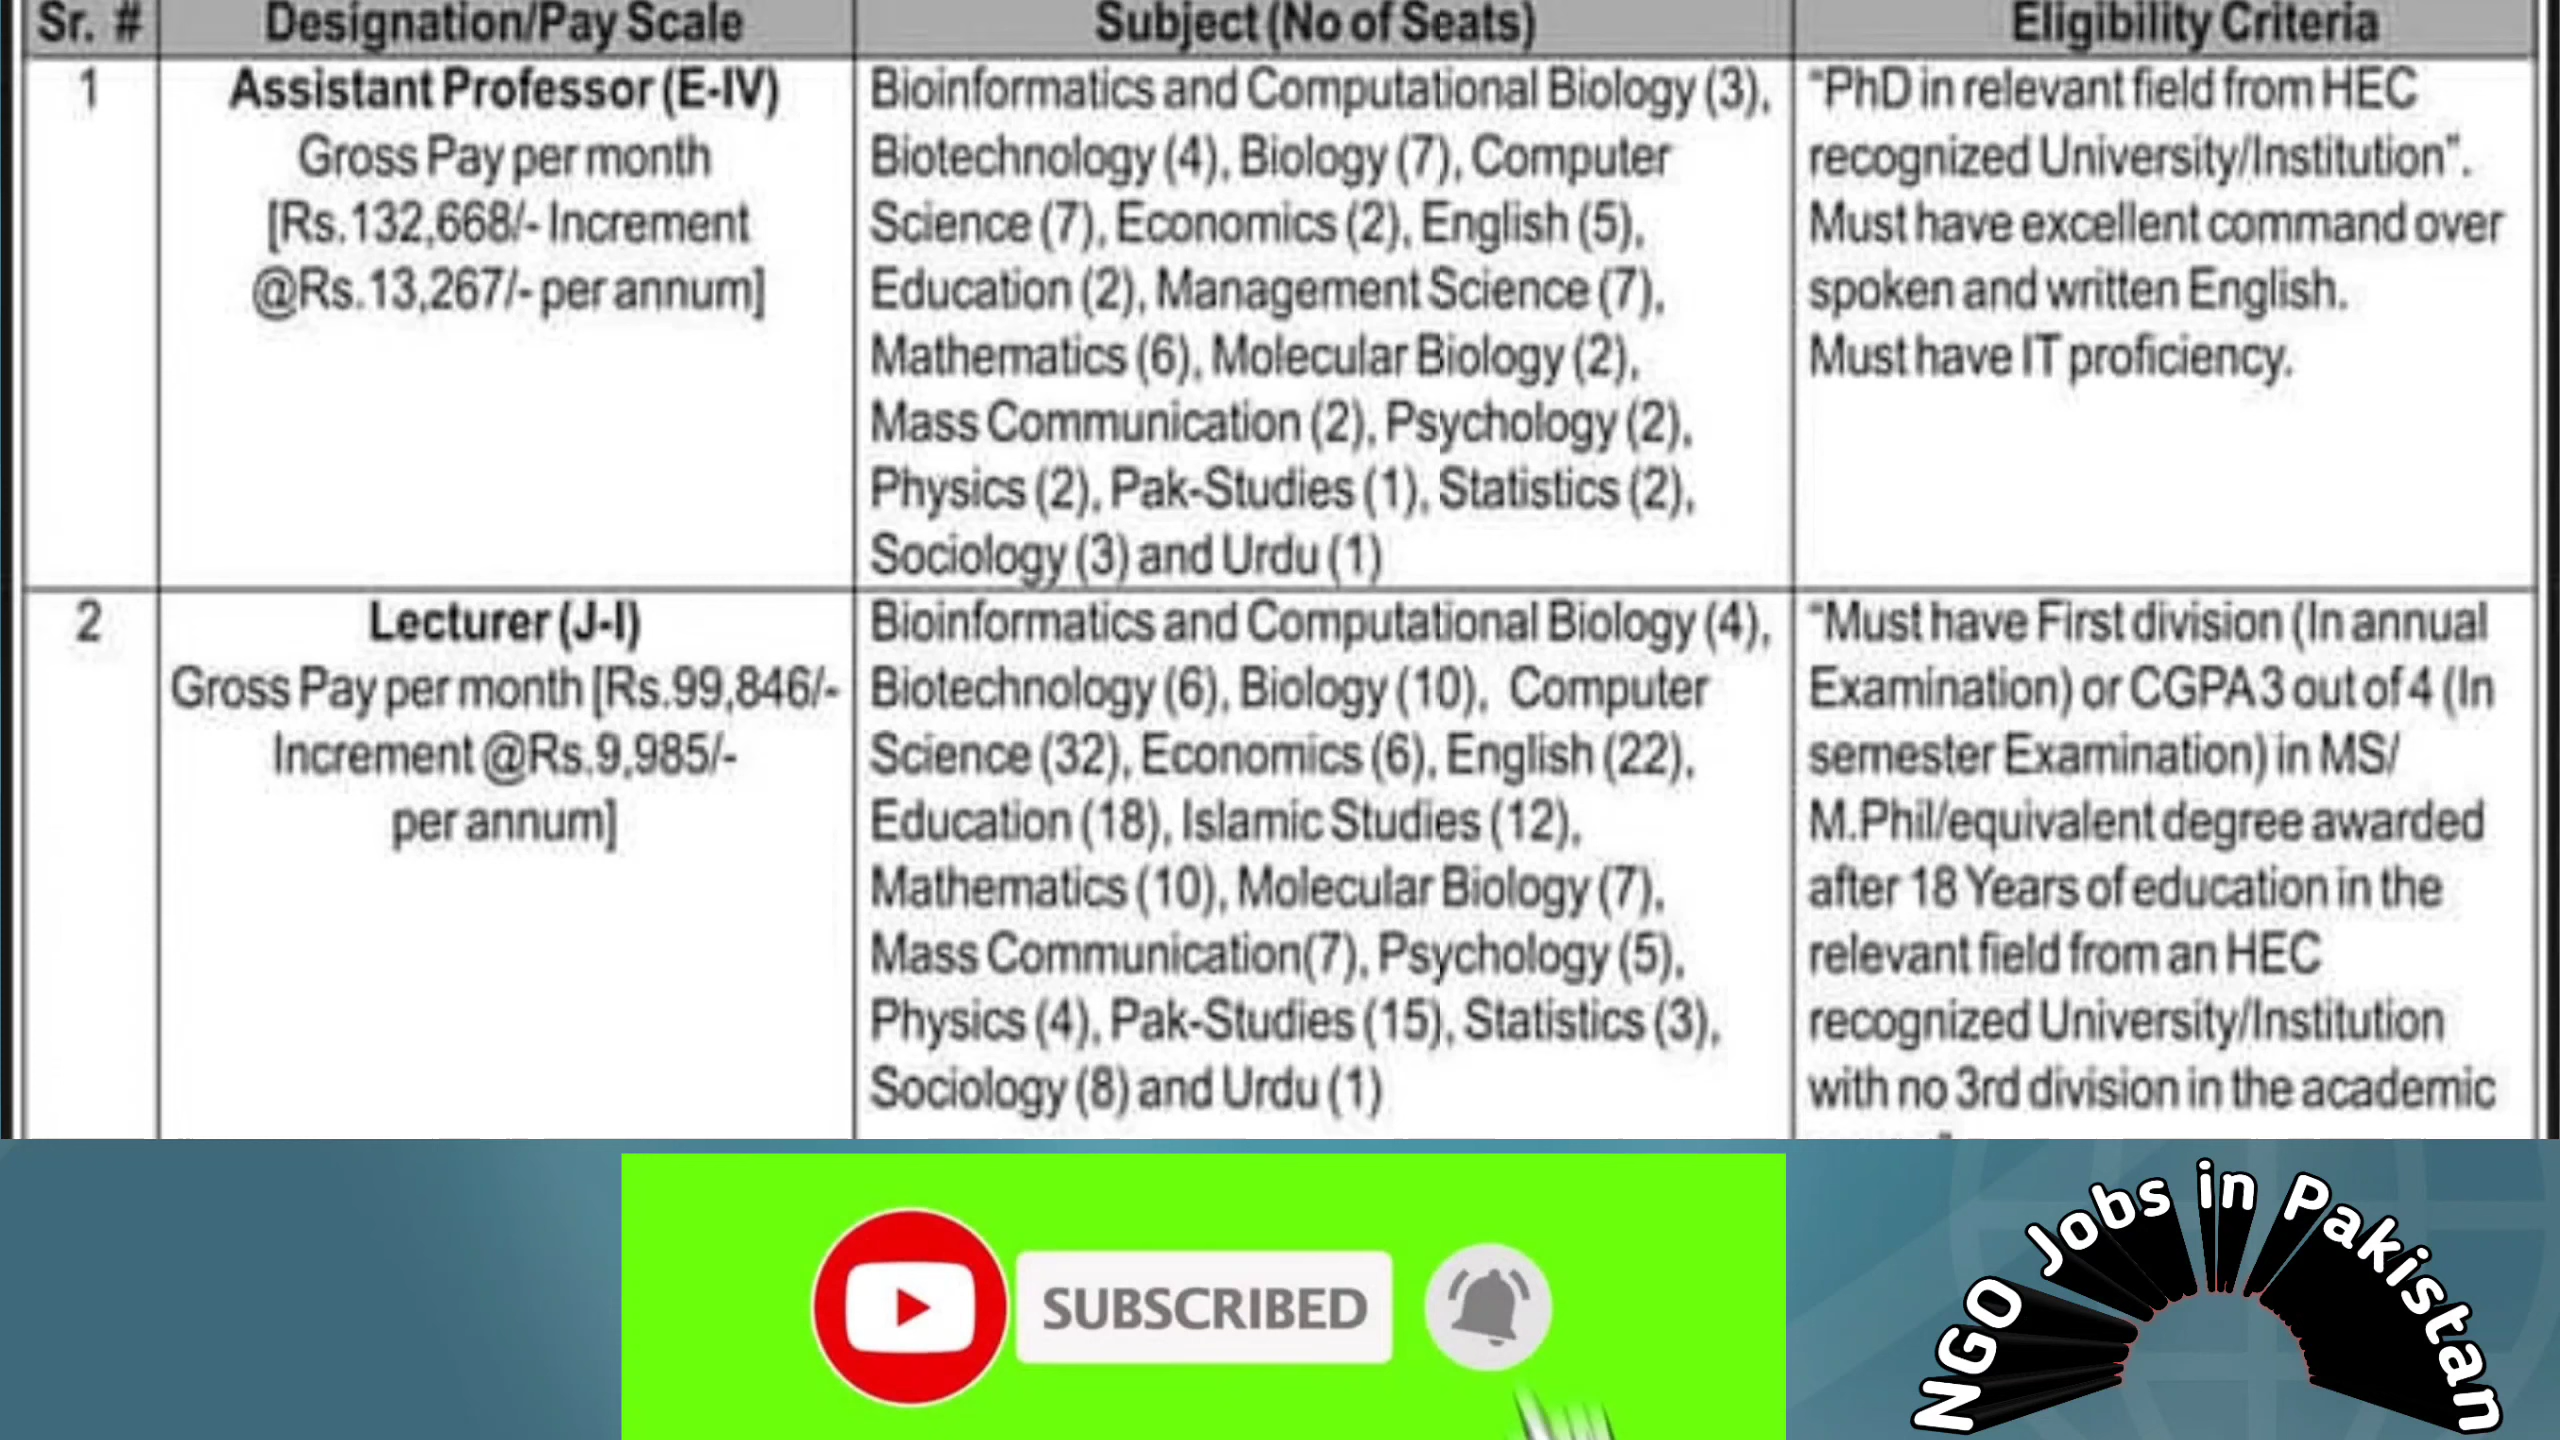 Sr. # Designation/Pay Scale Subject (No of Seats) Eligibility Criteria
1
Assistant Professor (E-IV)
Gross Pay per month
[Rs.132,668/- Increment
@Rs.13,267/- per annum]
Bioinformatics and Computational Biology (3),
Biotechnology (4), Biology (7), Computer
Science (7), Economics (2), English (5),
Education (2), Management Science (7),
Mathematics (6), Molecular Biology (2),
Mass Communication (2), Psychology (2),
Physics (2), Pak-Studies (1), Statistics (2),
Sociology (3) and Urdu (1)
“PhD in relevant field from HEC
recognized University/Institution”.
Must have excellent command over
spoken and written English.
Must have IT proficiency.
2
Lecturer (J-I)
Gross Pay per month [Rs.99,846/-
Increment @Rs.9,985/-
per annum]
Bioinformatics and Computational Biology (4),
Biotechnology (6), Biology (10), Computer
Science (32), Economics (6), English (22),
Education (18), Islamic Studies (12),
Mathematics (10), Molecular Biology (7),
Mass Communication(7), Psychology (5),
Physics (4), Pak-Studies (15), Statistics (3),
Sociology (8) and Urdu (1)
“Must have First division (In annual
Examination) or CGPA 3 out of 4 (In
semester Examination) in MS/
M.Phil/equivalent degree awarded
after 18 Years of education in the
relevant field from an HEC
recognized University/Institution
with no 3rd division in the academic
SUBSCRIBED
NGO Jobs in Pakistan